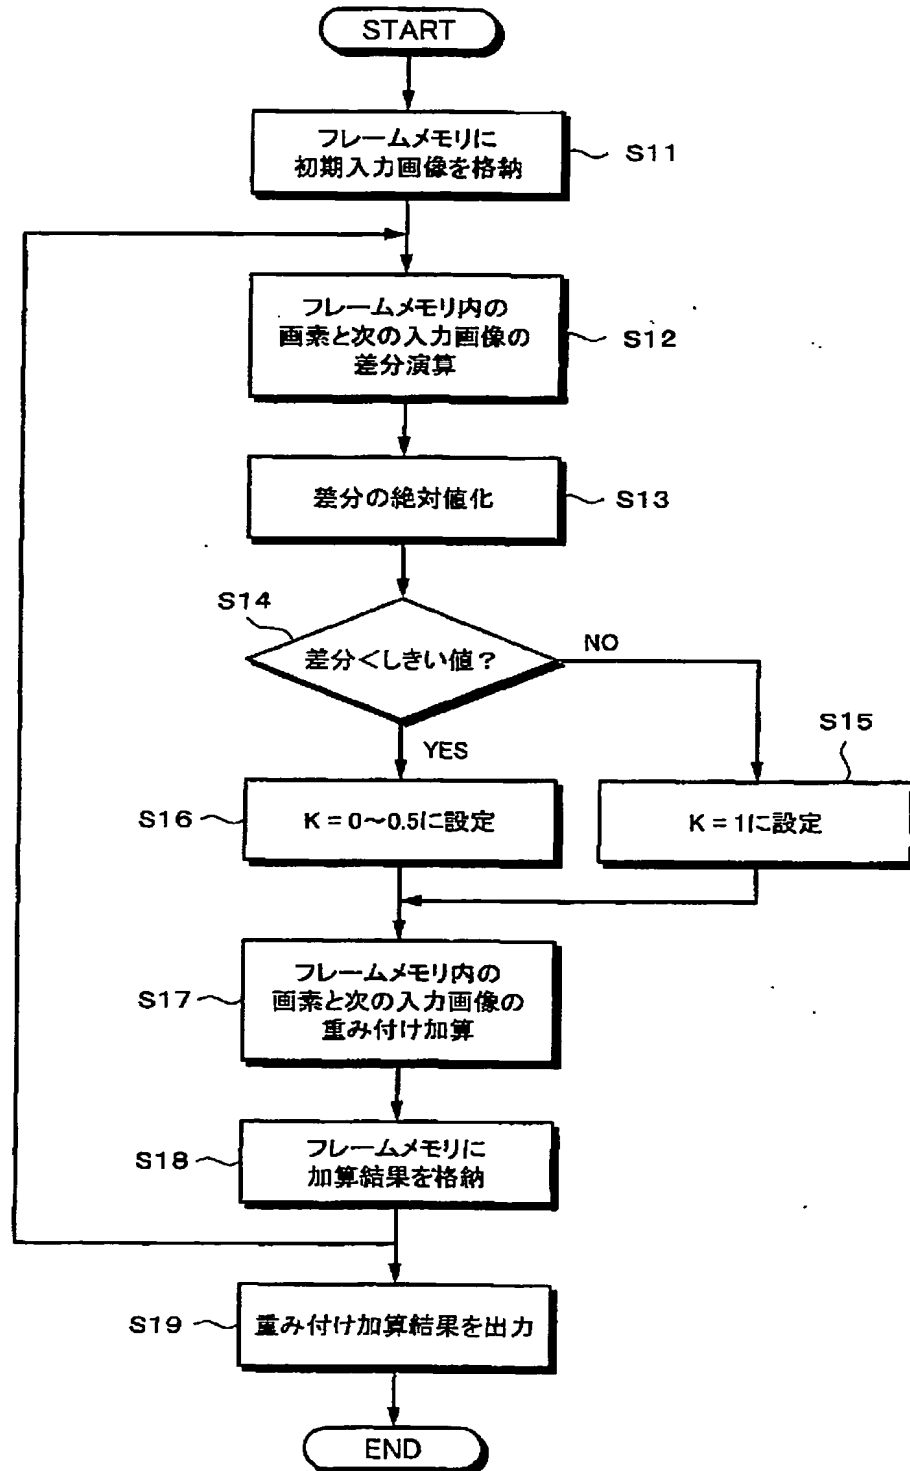 START
フレームメモリに
初期入力画像を格納
S11
フレームメモリ内の
画素と次の入力画像の
差分演算
S12
差分の絶対値化
S13
S14
差分<しきい値?
NO
YES
S15
K=1に設定
S16
K=0~0.5に設定
S17
フレームメモリ内の
画素と次の入力画像の
重み付け加算
S18
フレームメモリに
加算結果を格納
S19
重み付け加算結果を出力
END